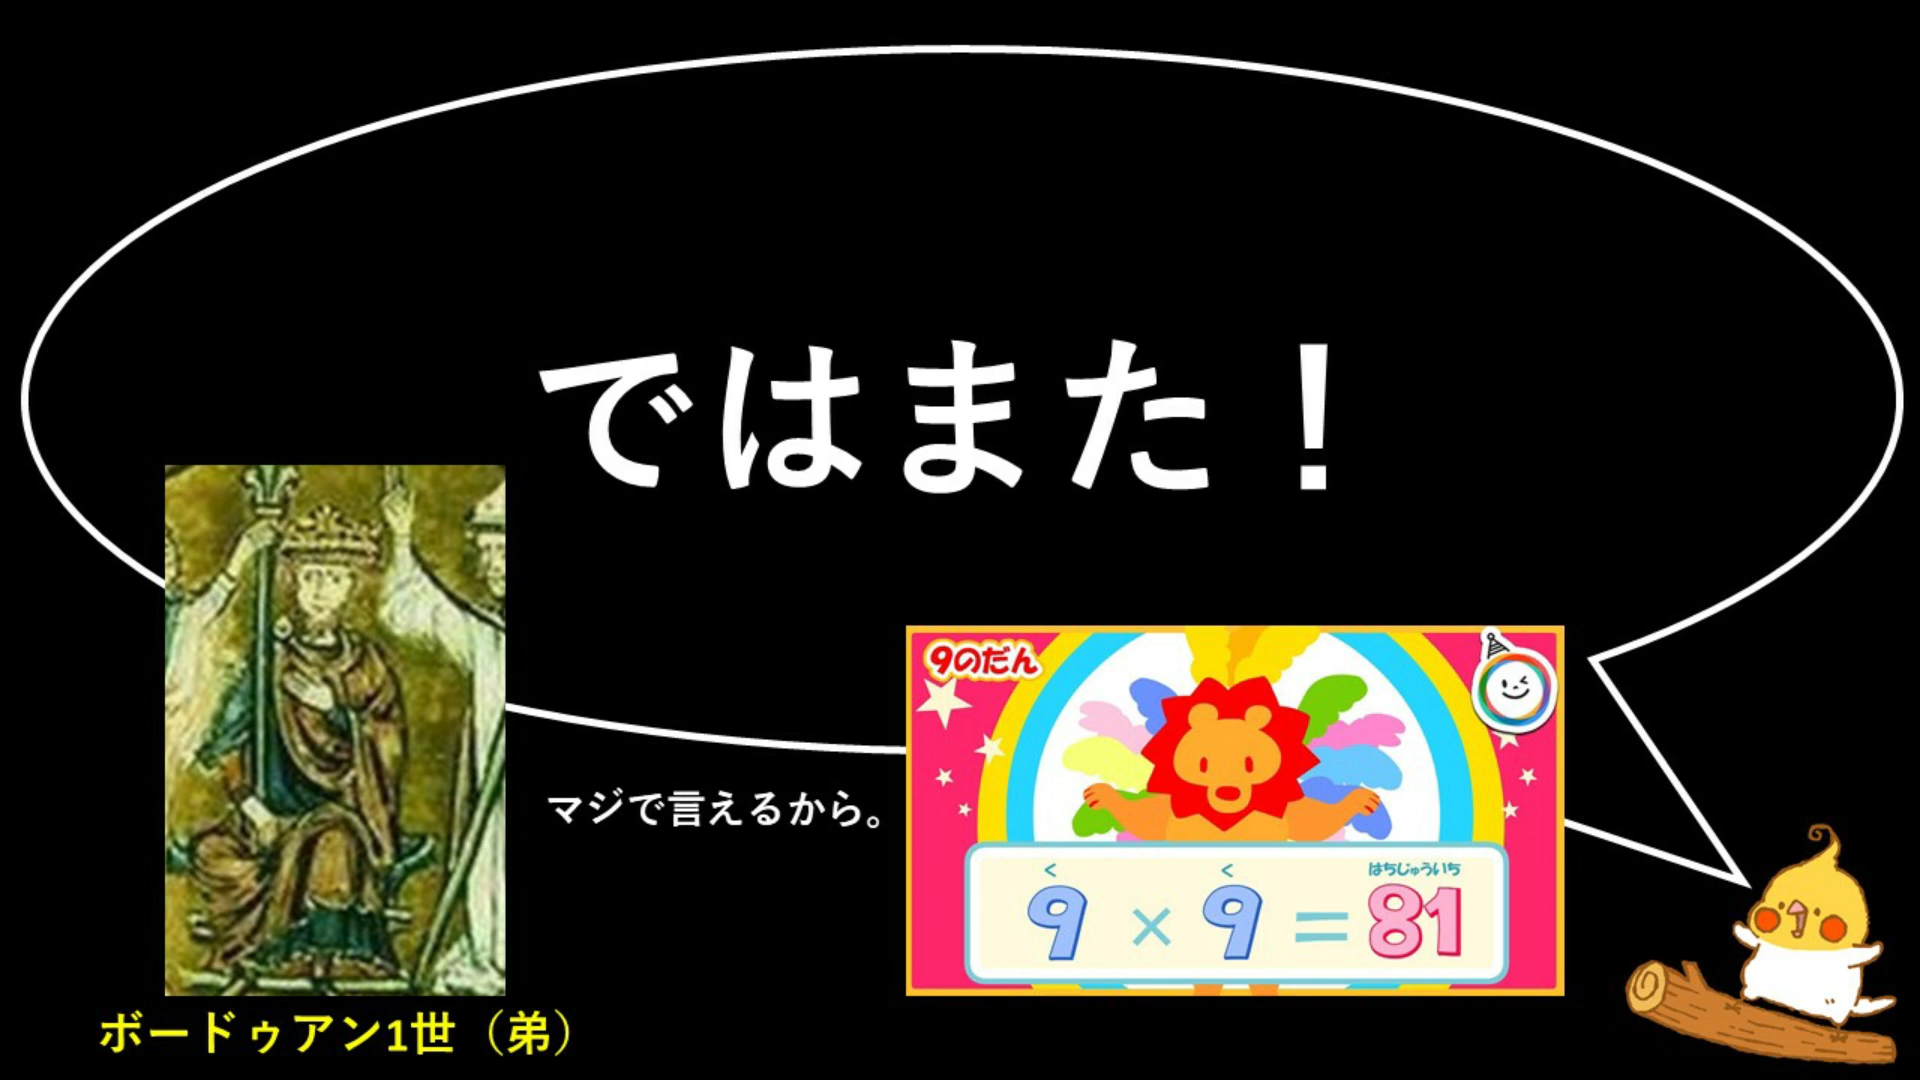 ではまた！
マジで言えるから。
9のだん
く く はちじゅういち
9 × 9 = 81
ボードゥアン1世（弟）